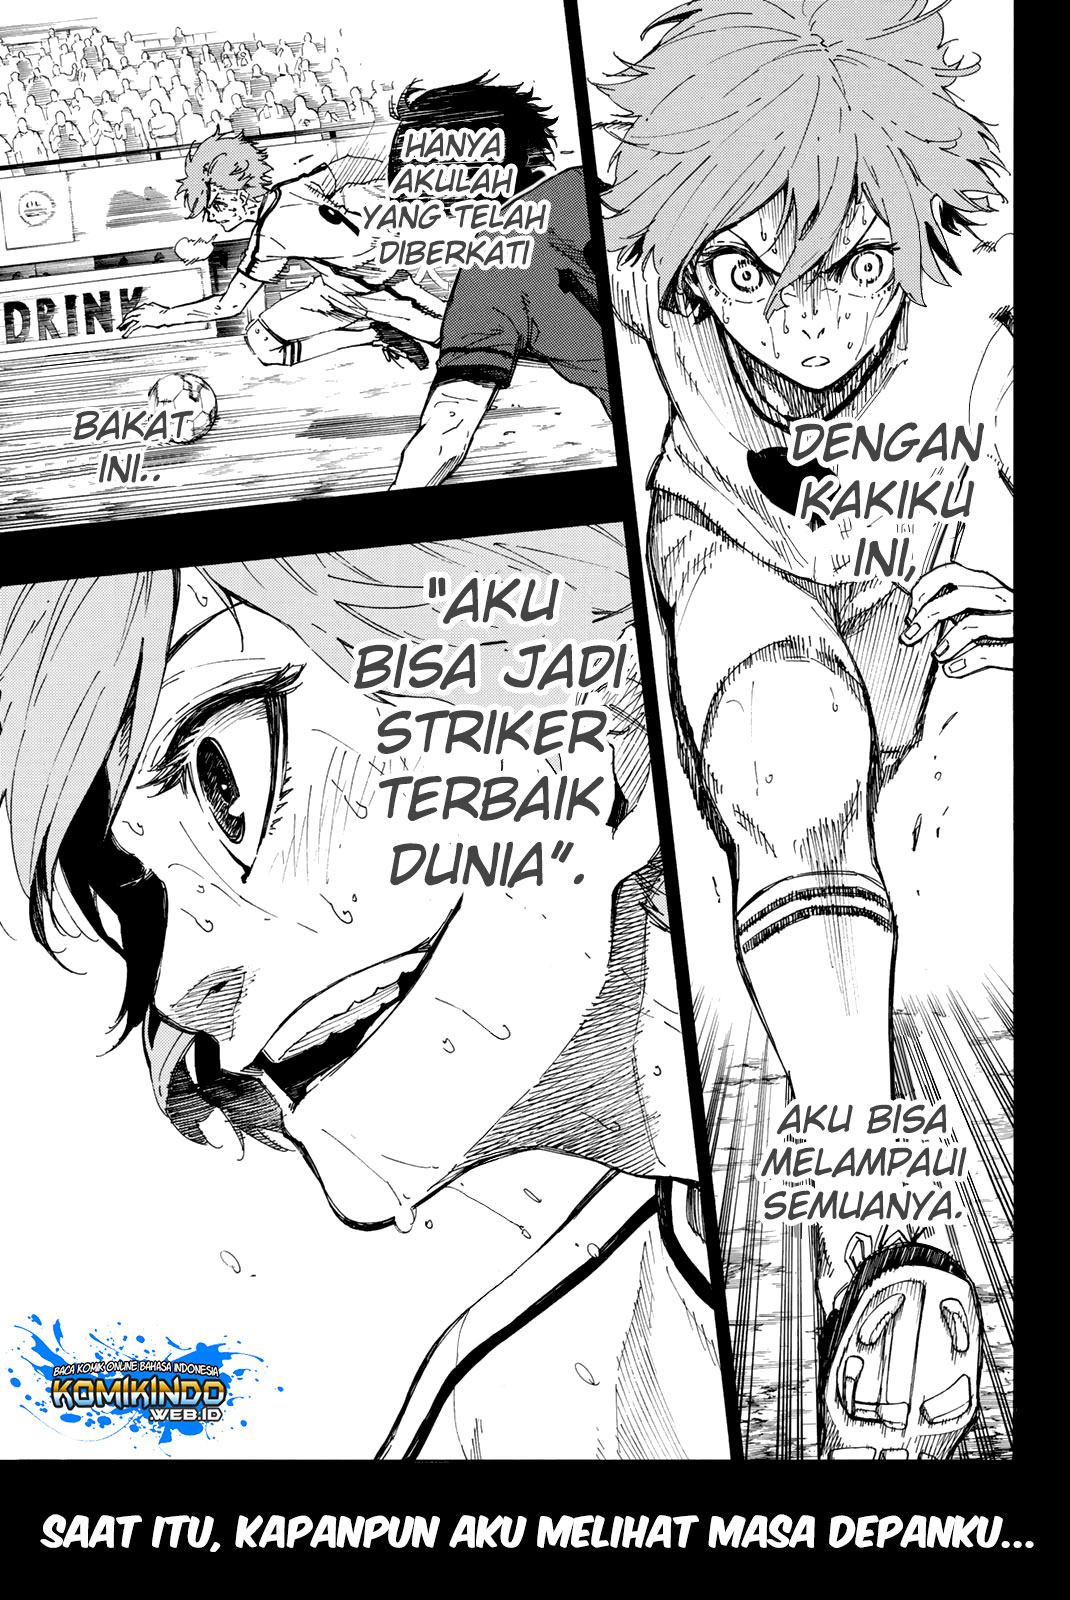 DENGAN
KAKIKU
INI,
AKU BISA
MELAMPAUI
SEMUANYA.
HANYA
AKULAH
YANG TELAH
DIBERKATI
BAKAT
INI..
DRINK
"AKU
BISA JADI
STRIKER
TERBAIK
DUNIA".
BACA KOMIK ONLINE BAHASA INDONESIA
KOMIKINDO
.WEB.ID
SAAT ITU, KAPANPUN AKU MELIHAT MASA DEPANKU...